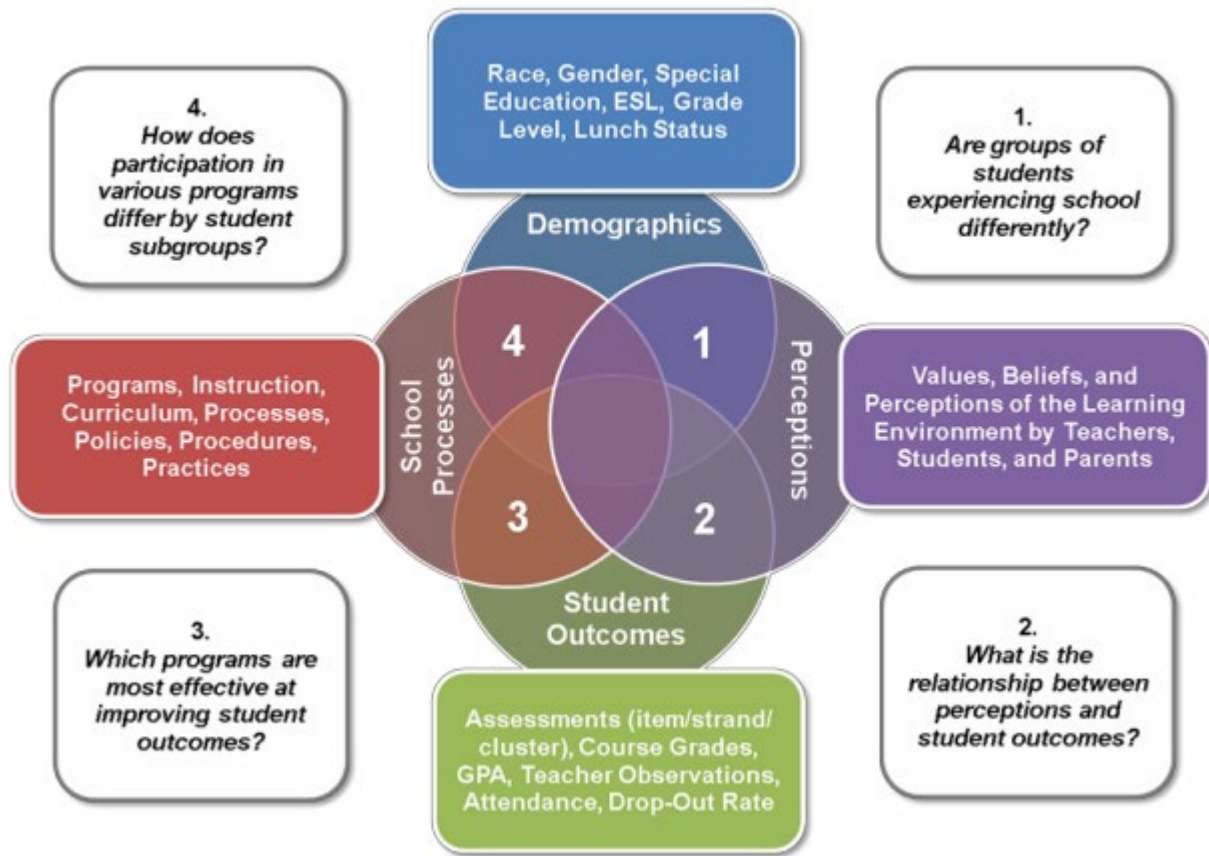 Race, Gender, Special
Education, ESL, Grade
Level, Lunch Status
4.
How does
participation in
various programs
differ by student
subgroups?
1.
Are groups of
students
experiencing school
differently?
Demographics
4
1
School
Processes
Perceptions
Programs, Instruction,
Curriculum, Processes,
Policies, Procedures,
Practices
Values, Beliefs, and
Perceptions of the Learning
Environment by Teachers,
Students, and Parents
3
2
Student
Outcomes
3.
Which programs are
most effective at
improving student
outcomes?
2.
What is the
relationship between
perceptions and
student outcomes?
Assessments (item/strand/
cluster), Course Grades,
GPA, Teacher Observations,
Attendance, Drop-Out Rate